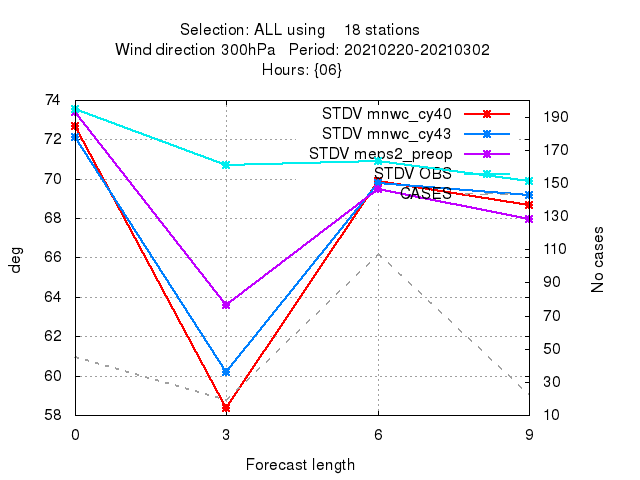 Selection: ALL using 18 stations
Wind direction 300hPa Period: 20210220-20210302
Hours: {06}
STDV mnwc_cy40
STDV mnwc_cy43
STDV meps2_preop
STDV OBS
CASES
74
72
70
68
66
64
62
60
58
190
170
150
130
110
90
70
50
30
10
deg
No cases
0 3 6 9
Forecast length